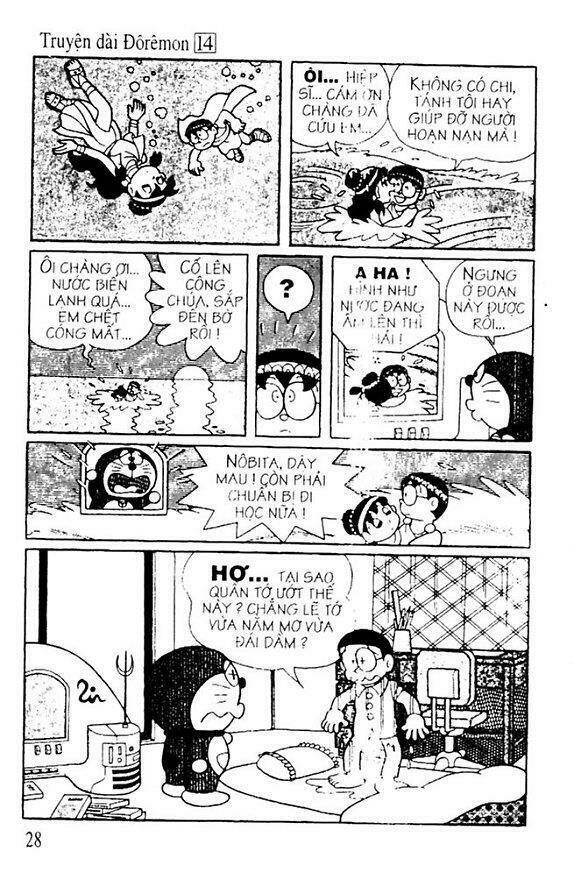 Truyện dài Đôrêmon 14
ÔI... HIỆP
SĨ... CÁM ƠN
CHÀNG ĐÃ
CỨU EM...
KHÔNG CÓ CHI,
TÁNH TÔI HAY
GIÚP ĐỠ NGƯỜI
HOẠN NẠN MÀ !
ÔI CHÀNG ƠI...
NƯỚC BIỂN
LẠNH QUÁ...
EM CHẾT
CÓNG MẤT...
CỐ LÊN
CÔNG
CHÚA, SẮP
ĐẾN BỜ
RỒI !
?
A HA !
HÌNH NHƯ
NƯỚC ĐANG
ẤM LÊN THÌ
PHẢI !
NGƯNG
Ở ĐOẠN
NÀY ĐƯỢC
RỒI...
NÔBITA, DẬY
MAU ! CÒN PHẢI
CHUẨN BỊ ĐI
HỌC NỮA !
HƠ... TẠI SAO
QUẦN TỚ ƯỚT THẾ
NÀY ? CHẲNG LẼ TỚ
VỪA NẰM MƠ VỪA
ĐÁI DẦM ?
28